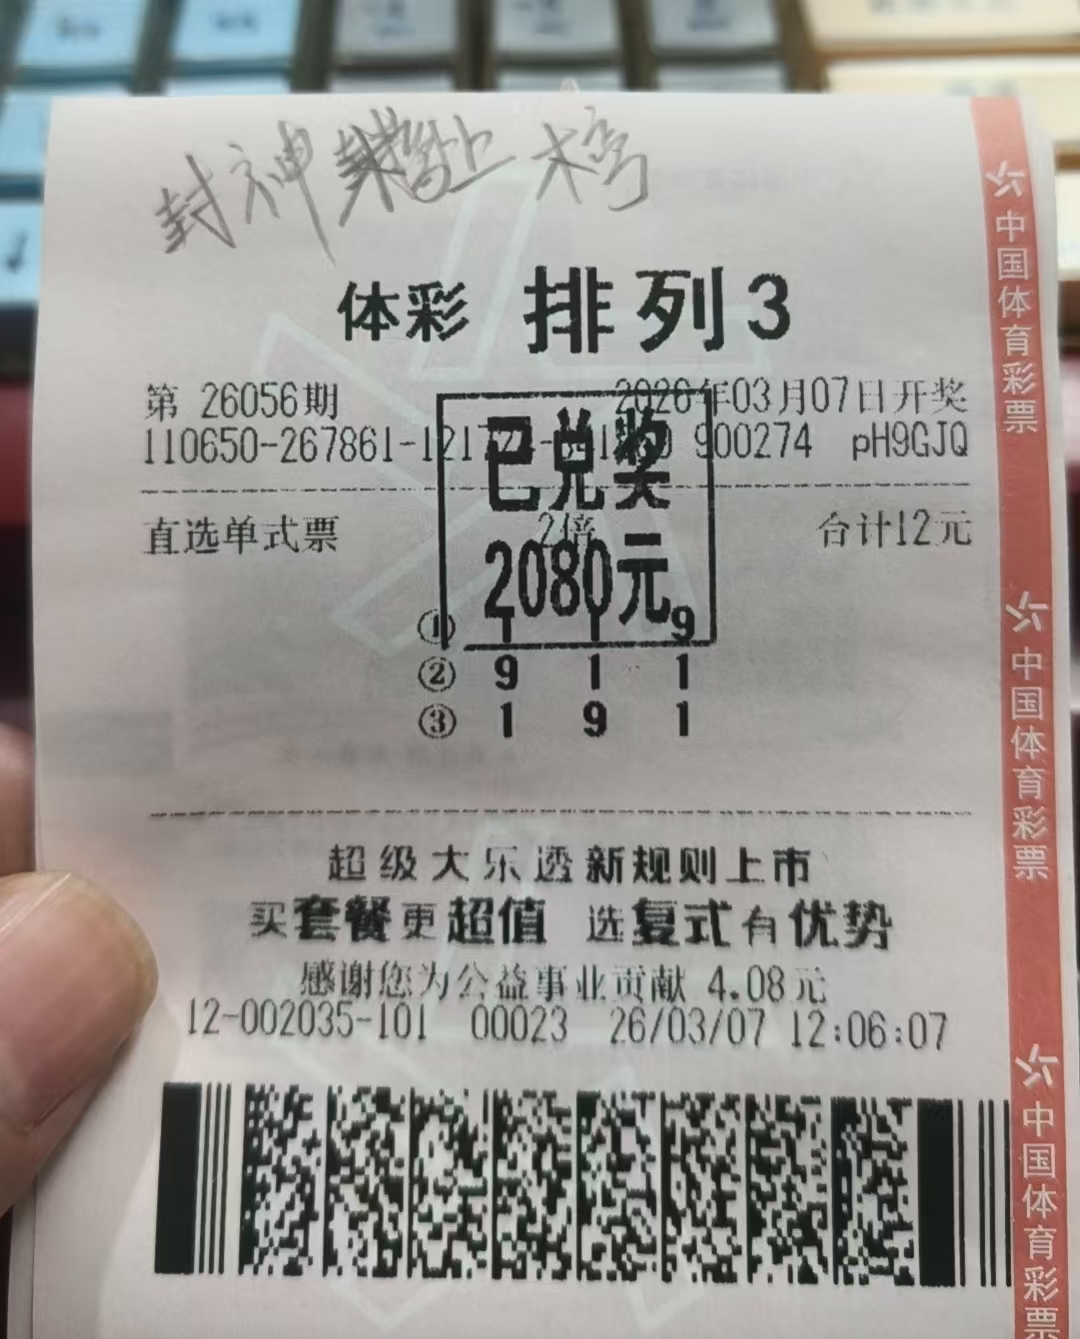 封神 上 大弯
体彩 排列3
第 26056期 2026年03月07日开奖
110650-267861-1217 900274 pH9GJQ
已兑奖
直选单式票 2倍 合计12元
2080元
① 1 1 9
② 9 1 1
③ 1 9 1
超级大乐透新规则上市
买套餐更超值 选复式有优势
感谢您为公益事业贡献 4.08元
12-002035-101 00023 26/03/07 12:06:07
中国体育彩票
中国体育彩票
中国体育彩票